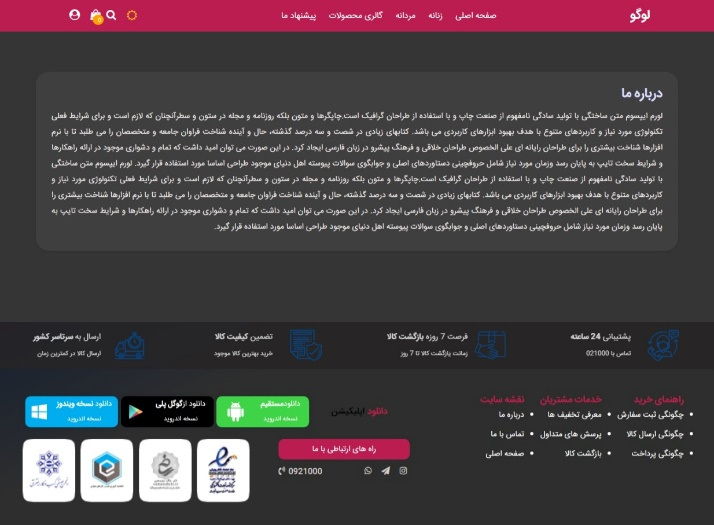 لوگو
صفحه اصلی زنانه مردانه گالری محصولات پیشنهاد ما
درباره ما
لورم ایپسوم متن ساختگی با تولید سادگی نامفهوم از صنعت چاپ و با استفاده از طراحان گرافیک است.چاپگرها و متون بلکه روزنامه و مجله در ستون و سطرآنچنان که لازم است و برای شرایط فعلی
تکنولوژی مورد نیاز و کاربردهای متنوع با هدف بهبود ابزارهای کاربردی می باشد. کتابهای زیادی در شصت و سه درصد گذشته، حال و آینده شناخت فراوان جامعه و متخصصان را می طلبد تا با نرم
افزارها شناخت بیشتری را برای طراحان رایانه ای علی الخصوص طراحان خلاقی و فرهنگ پیشرو در زبان فارسی ایجاد کرد. در این صورت می توان امید داشت که تمام و دشواری موجود در ارائه راهکارها
و شرایط سخت تایپ به پایان رسد وزمان مورد نیاز شامل حروفچینی دستاوردهای اصلی و جوابگوی سوالات پیوسته اهل دنیای موجود طراحی اساسا مورد استفاده قرار گیرد. لورم ایپسوم متن ساختگی
با تولید سادگی نامفهوم از صنعت چاپ و با استفاده از طراحان گرافیک است.چاپگرها و متون بلکه روزنامه و مجله در ستون و سطرآنچنان که لازم است و برای شرایط فعلی تکنولوژی مورد نیاز و
کاربردهای متنوع با هدف بهبود ابزارهای کاربردی می باشد. کتابهای زیادی در شصت و سه درصد گذشته، حال و آینده شناخت فراوان جامعه و متخصصان را می طلبد تا با نرم افزارها شناخت بیشتری را
برای طراحان رایانه ای علی الخصوص طراحان خلاقی و فرهنگ پیشرو در زبان فارسی ایجاد کرد. در این صورت می توان امید داشت که تمام و دشواری موجود در ارائه راهکارها و شرایط سخت تایپ به
پایان رسد وزمان مورد نیاز شامل حروفچینی دستاوردهای اصلی و جوابگوی سوالات پیوسته اهل دنیای موجود طراحی اساسا مورد استفاده قرار گیرد.
پشتیبانی 24 ساعته
تماس با 021000
فرصت 7 روزه بازگشت کالا
ضمانت بازگشت کالا تا 7 روز
تضمین کیفیت کالا
خرید بهترین کالا موجود
ارسال به سرتاسر کشور
ارسال کالا در کمترین زمان
راهنمای خرید
چگونگی ثبت سفارش
چگونگی ارسال کالا
چگونگی پرداخت
خدمات مشتریان
معرفی تخفیف ها
پرسش های متداول
بازگشت کالا
نقشه سایت
درباره ما
تماس با ما
صفحه اصلی
دانلود اپلیکیشن
دانلودمستقیم
نسخه اندروید
دانلود ازگوگل پلی
نسخه اندروید
دانلود نسخه ویندوز
نسخه اندروید
راه های ارتباطی با ما
0921000